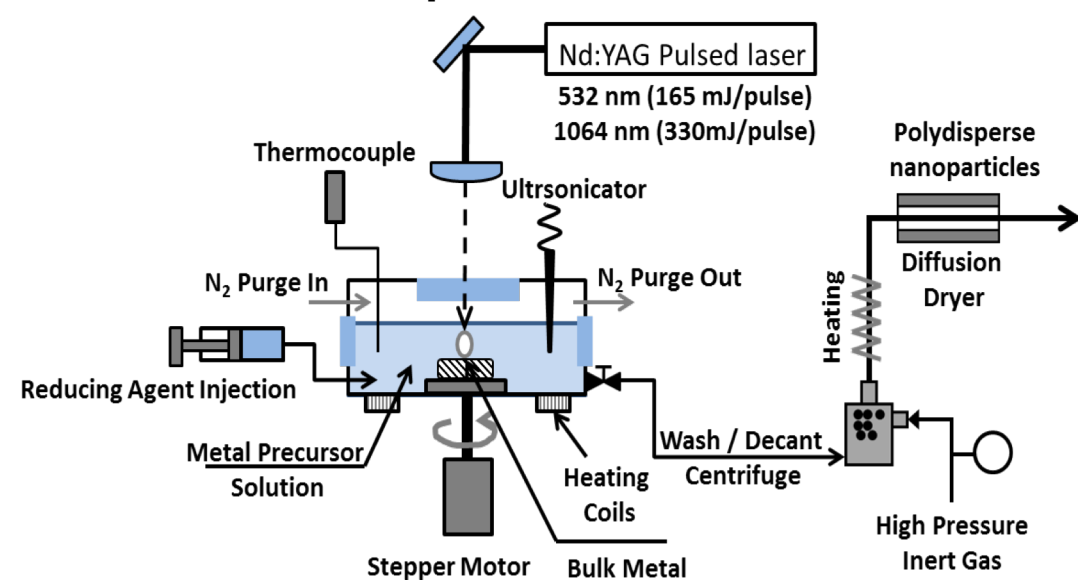 Nd:YAG Pulsed laser
532 nm (165 mJ/pulse)
1064 nm (330mJ/pulse)
Polydisperse
nanoparticles
Thermocouple
Ultrsonicator
Diffusion
Dryer
N₂ Purge In
N₂ Purge Out
Heating
Reducing Agent Injection
Metal Precursor
Solution
Wash / Decant
Centrifuge
Heating
Coils
High Pressure
Inert Gas
Stepper Motor
Bulk Metal